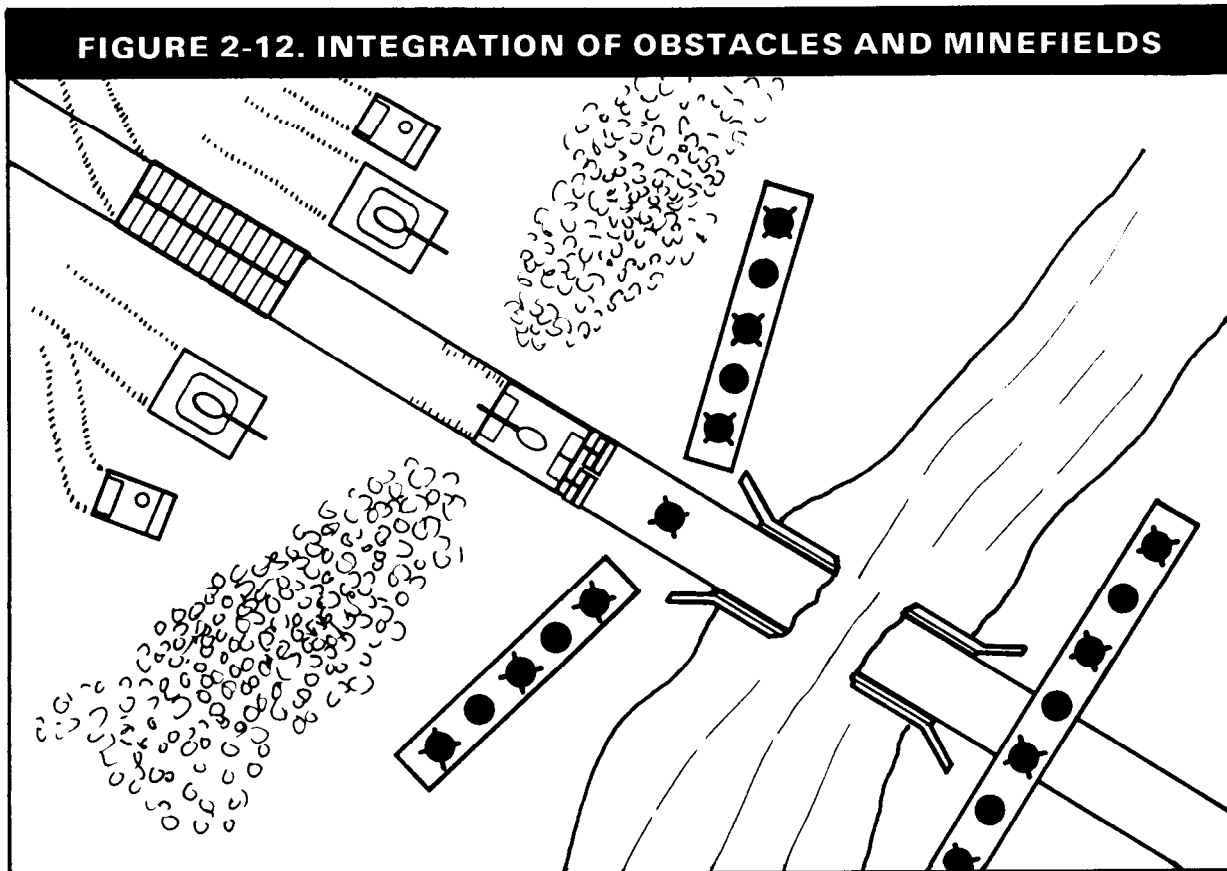 FIGURE 2-12. INTEGRATION OF OBSTACLES AND MINEFIELDS